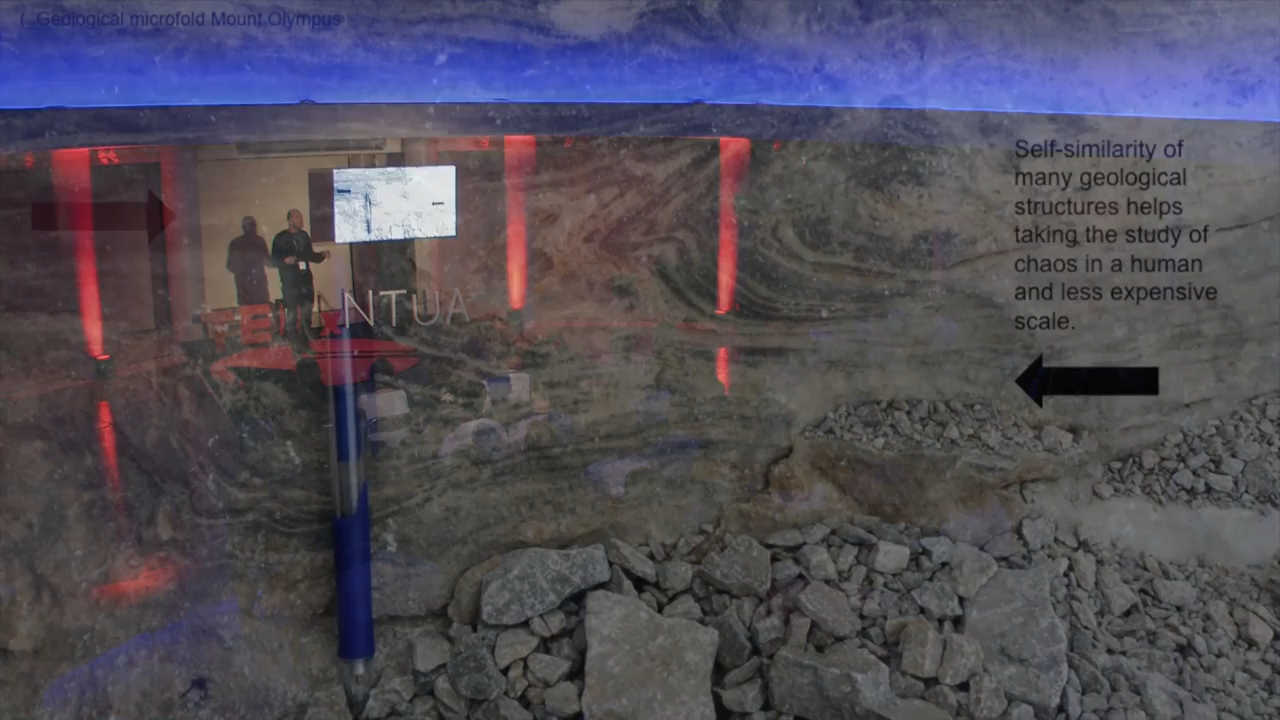 ( Geological microfold Mount Olympus)
Self-similarity of
many geological
structures helps
taking the study of
chaos in a human
and less expensive
scale.
NTUA